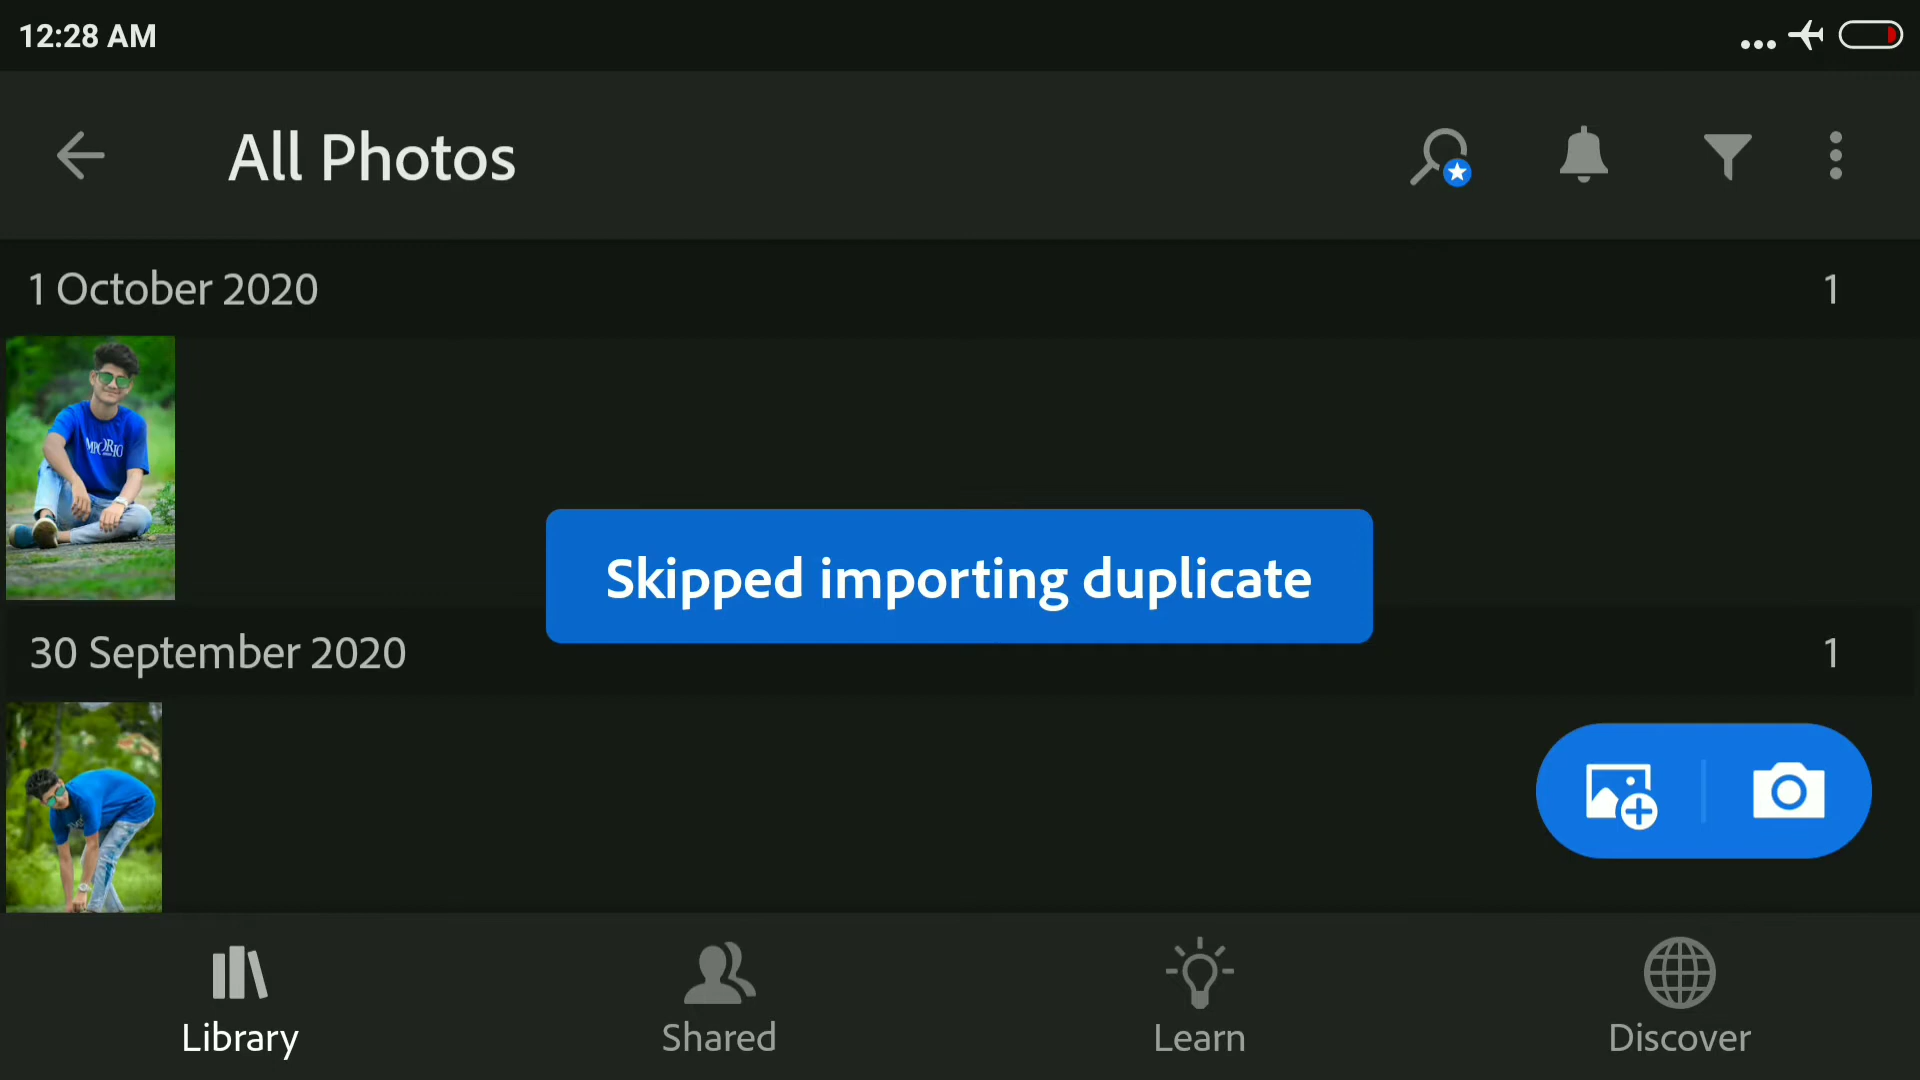 12:28 AM
All Photos
1 October 2020
1
MPORIO
Skipped importing duplicate
30 September 2020
1
Library
Shared
Learn
Discover